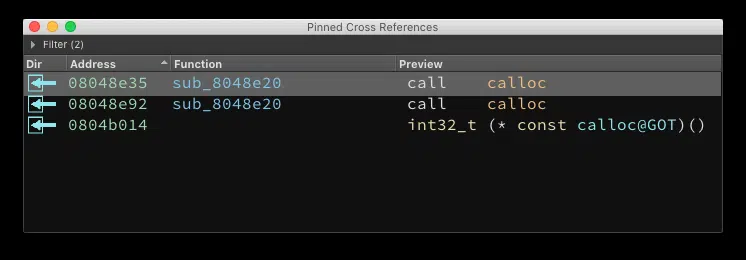 Pinned Cross References
Filter (2)
Dir Address Function Preview
08048e35 sub_8048e20 call calloc
08048e92 sub_8048e20 call calloc
0804b014 int32_t (* const calloc@GOT)()